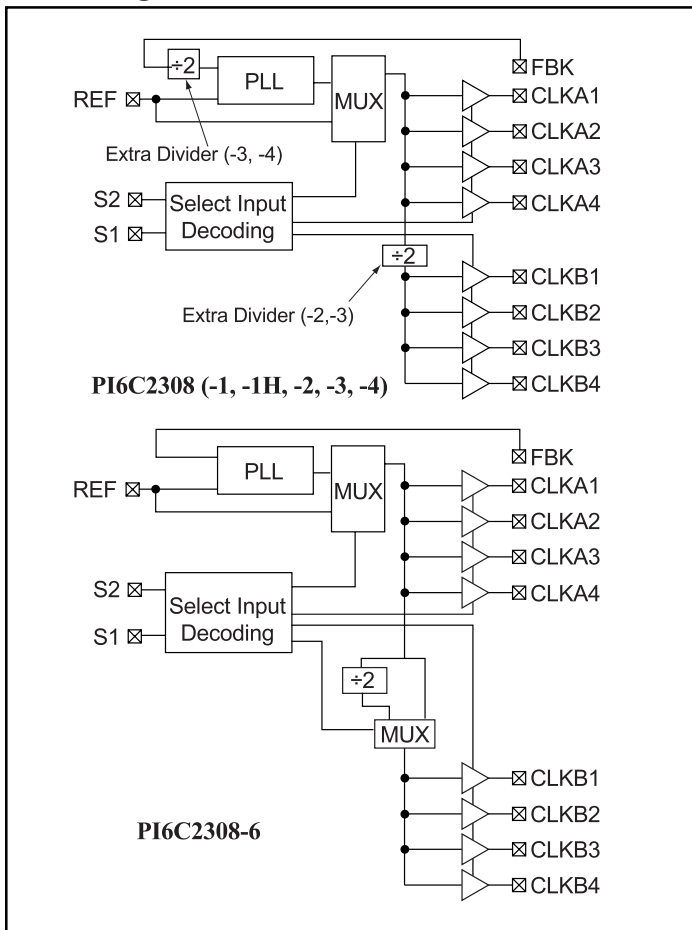 ÷2
PLL
MUX
FBK
REF
CLKA1
CLKA2
Extra Divider (-3, -4)
CLKA3
S2
Select Input
Decoding
CLKA4
S1
÷2
CLKB1
Extra Divider (-2,-3)
CLKB2
CLKB3
PI6C2308 (-1, -1H, -2, -3, -4)
CLKB4
FBK
PLL
MUX
REF
CLKA1
CLKA2
CLKA3
S2
Select Input
Decoding
CLKA4
S1
÷2
MUX
CLKB1
CLKB2
PI6C2308-6
CLKB3
CLKB4